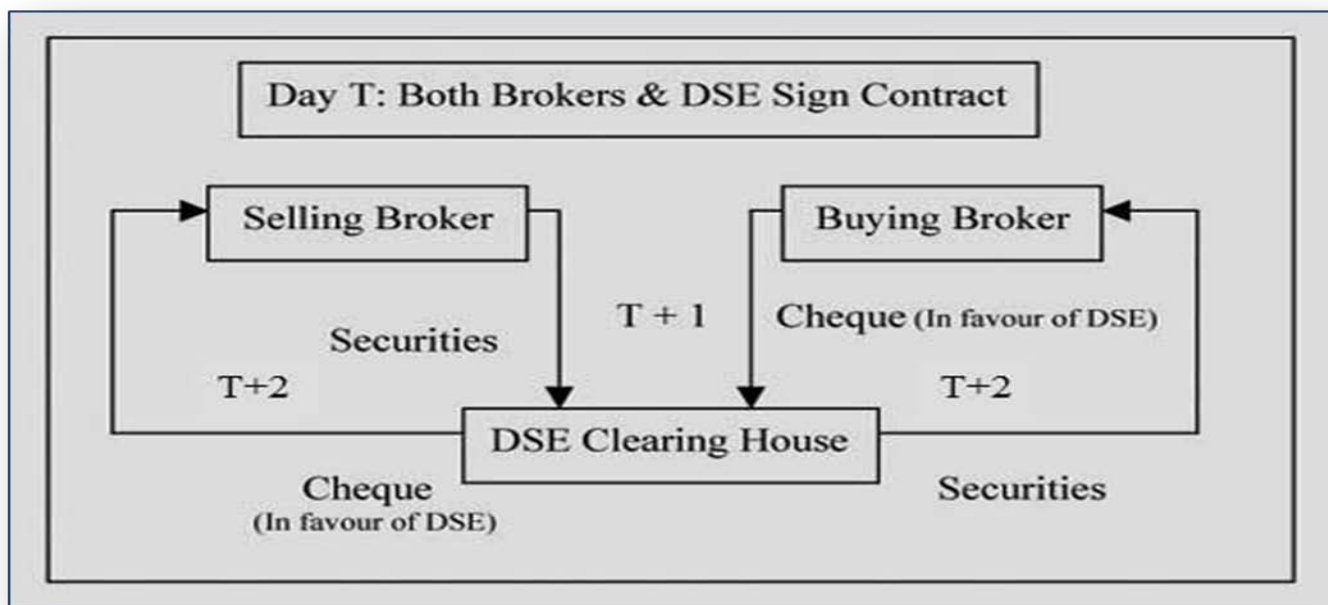 Day T: Both Brokers & DSE Sign Contract
Selling Broker
Buying Broker
T + 1
Cheque (In favour of DSE)
Securities
T+2
T+2
DSE Clearing House
Cheque
(In favour of DSE)
Securities